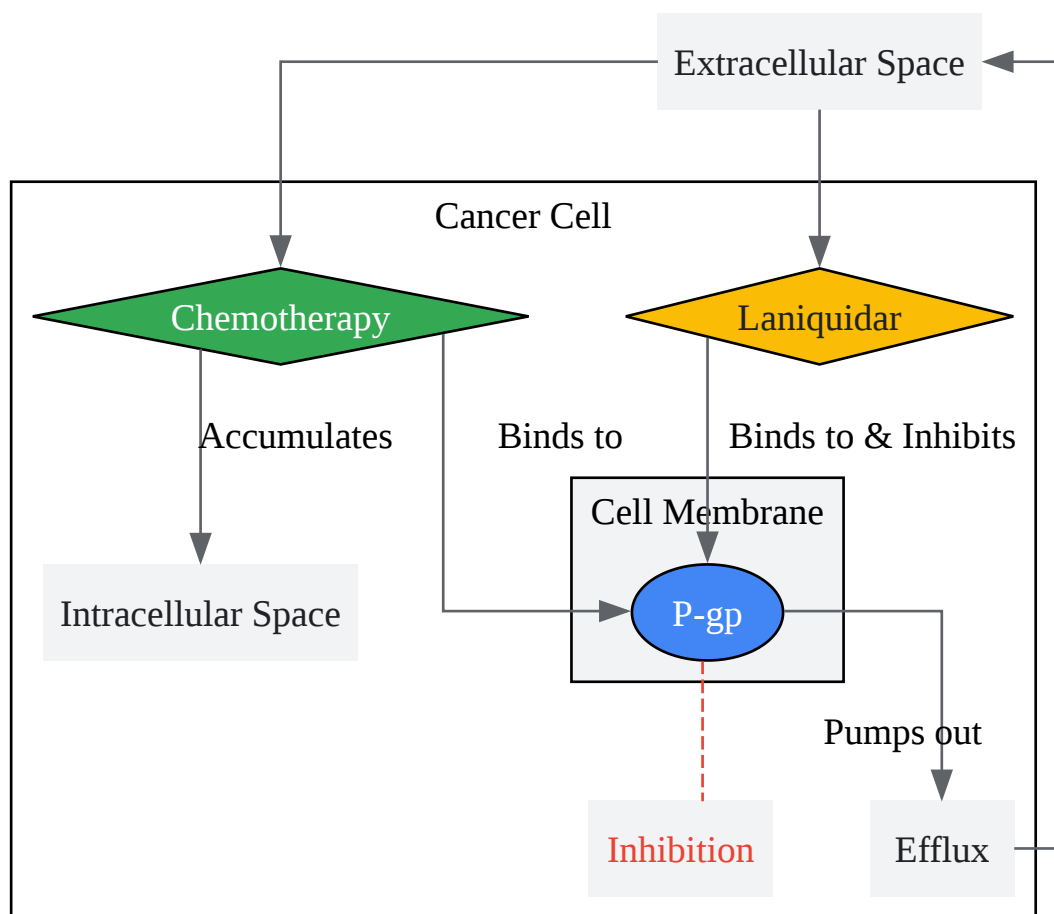 Extracellular Space
Cancer Cell
Chemotherapy
Laniquidar
Accumulates
Binds to
Binds to & Inhibits
Cell Membrane
Intracellular Space
P-gp
Pumps out
Inhibition
Efflux